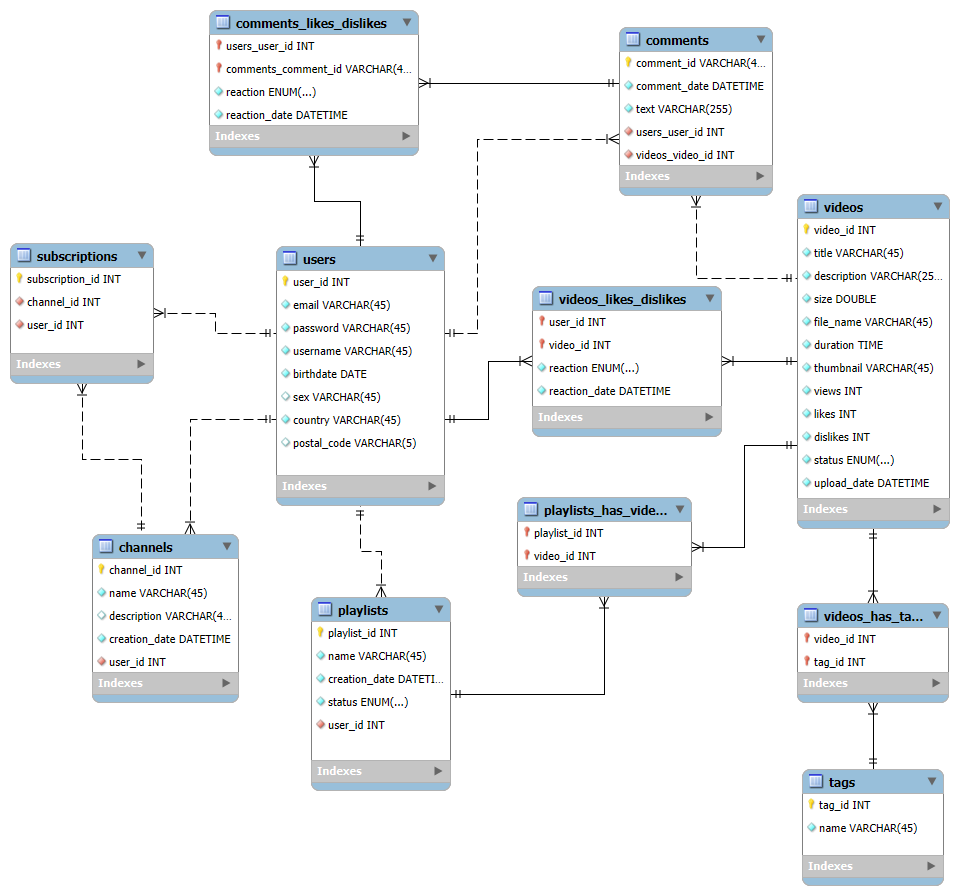 comments_likes_dislikes
users_user_id INT
comments_comment_id VARCHAR(4...
reaction ENUM(...)
reaction_date DATETIME
Indexes
comments
comment_id VARCHAR(4...
comment_date DATETIME
text VARCHAR(255)
users_user_id INT
videos_video_id INT
Indexes
videos
video_id INT
title VARCHAR(45)
description VARCHAR(25...
size DOUBLE
file_name VARCHAR(45)
duration TIME
thumbnail VARCHAR(45)
views INT
likes INT
dislikes INT
status ENUM(...)
upload_date DATETIME
Indexes
subscriptions
subscription_id INT
channel_id INT
user_id INT
Indexes
users
user_id INT
email VARCHAR(45)
password VARCHAR(45)
username VARCHAR(45)
birthdate DATE
sex VARCHAR(45)
country VARCHAR(45)
postal_code VARCHAR(5)
Indexes
videos_likes_dislikes
user_id INT
video_id INT
reaction ENUM(...)
reaction_date DATETIME
Indexes
playlists_has_vide...
playlist_id INT
video_id INT
Indexes
channels
channel_id INT
name VARCHAR(45)
description VARCHAR(4...
creation_date DATETIME
user_id INT
Indexes
playlists
playlist_id INT
name VARCHAR(45)
creation_date DATETI...
status ENUM(...)
user_id INT
Indexes
videos_has_ta...
video_id INT
tag_id INT
Indexes
tags
tag_id INT
name VARCHAR(45)
Indexes